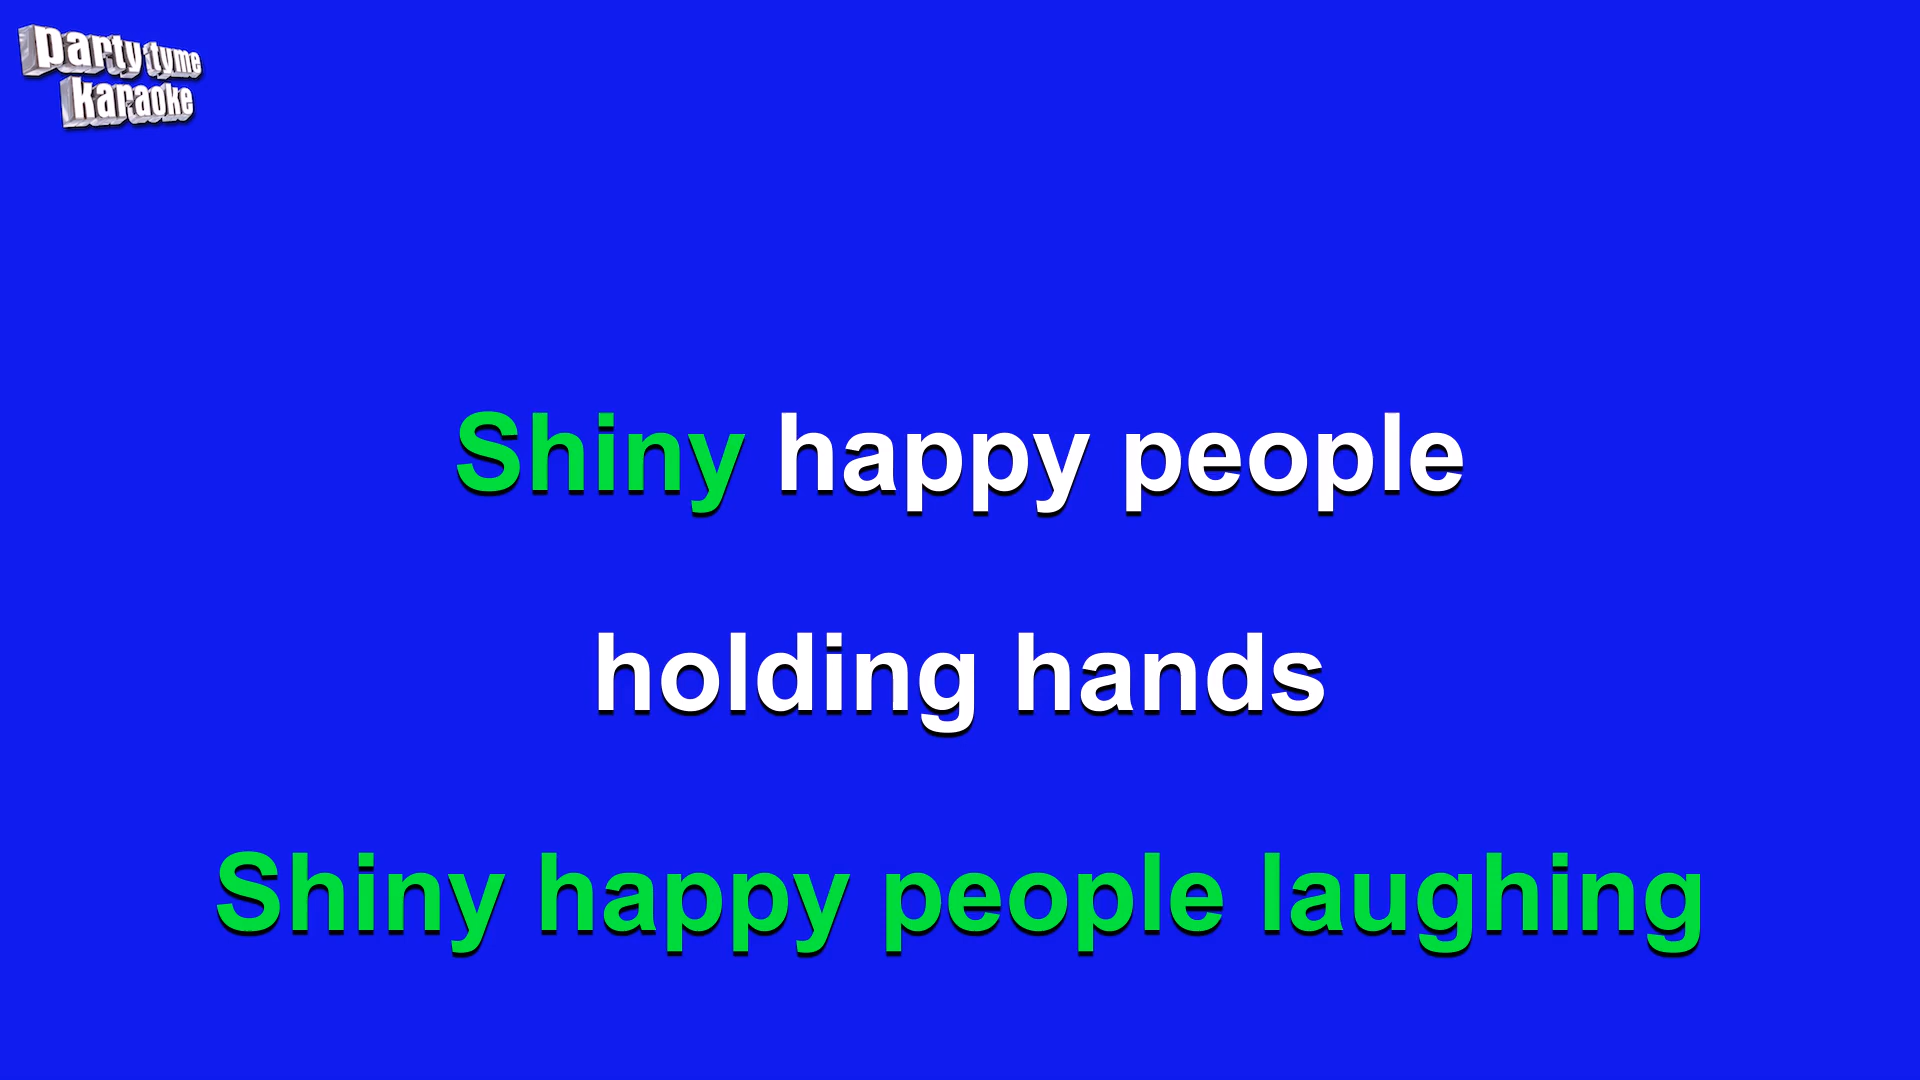 party tyme
karaoke
Shiny happy people
holding hands
Shiny happy people laughing